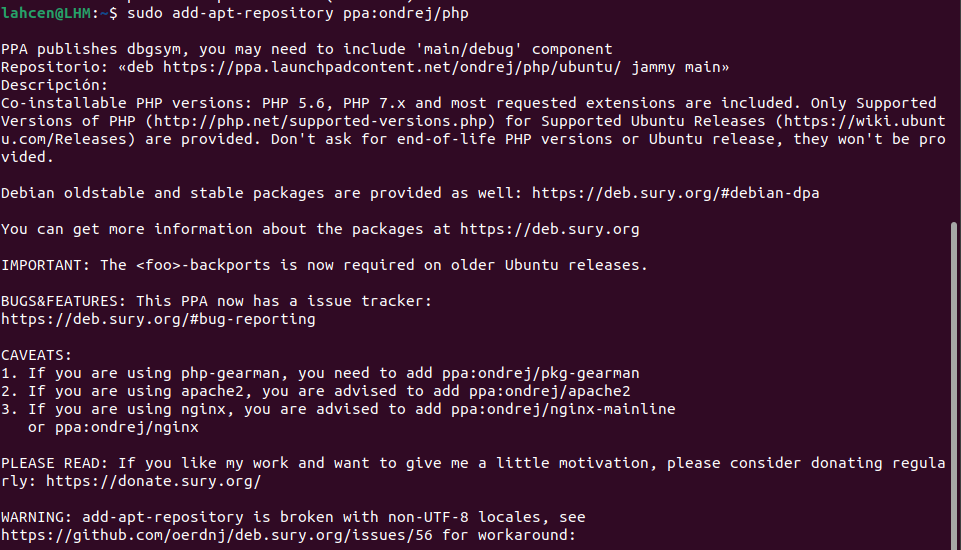 lahcen@LHM:~$ sudo add-apt-repository ppa:ondrej/php
PPA publishes dbgsym, you may need to include 'main/debug' component
Repositorio: «deb https://ppa.launchpadcontent.net/ondrej/php/ubuntu/ jammy main»
Descripción:
Co-installable PHP versions: PHP 5.6, PHP 7.x and most requested extensions are included. Only Supported
Versions of PHP (http://php.net/supported-versions.php) for Supported Ubuntu Releases (https://wiki.ubunt
u.com/Releases) are provided. Don't ask for end-of-life PHP versions or Ubuntu release, they won't be pro
vided.
Debian oldstable and stable packages are provided as well: https://deb.sury.org/#debian-dpa
You can get more information about the packages at https://deb.sury.org
IMPORTANT: The <foo>-backports is now required on older Ubuntu releases.
BUGS&FEATURES: This PPA now has a issue tracker:
https://deb.sury.org/#bug-reporting
CAVEATS:
1. If you are using php-gearman, you need to add ppa:ondrej/pkg-gearman
2. If you are using apache2, you are advised to add ppa:ondrej/apache2
3. If you are using nginx, you are advised to add ppa:ondrej/nginx-mainline
or ppa:ondrej/nginx
PLEASE READ: If you like my work and want to give me a little motivation, please consider donating regula
rly: https://donate.sury.org/
WARNING: add-apt-repository is broken with non-UTF-8 locales, see
https://github.com/oerdnj/deb.sury.org/issues/56 for workaround: